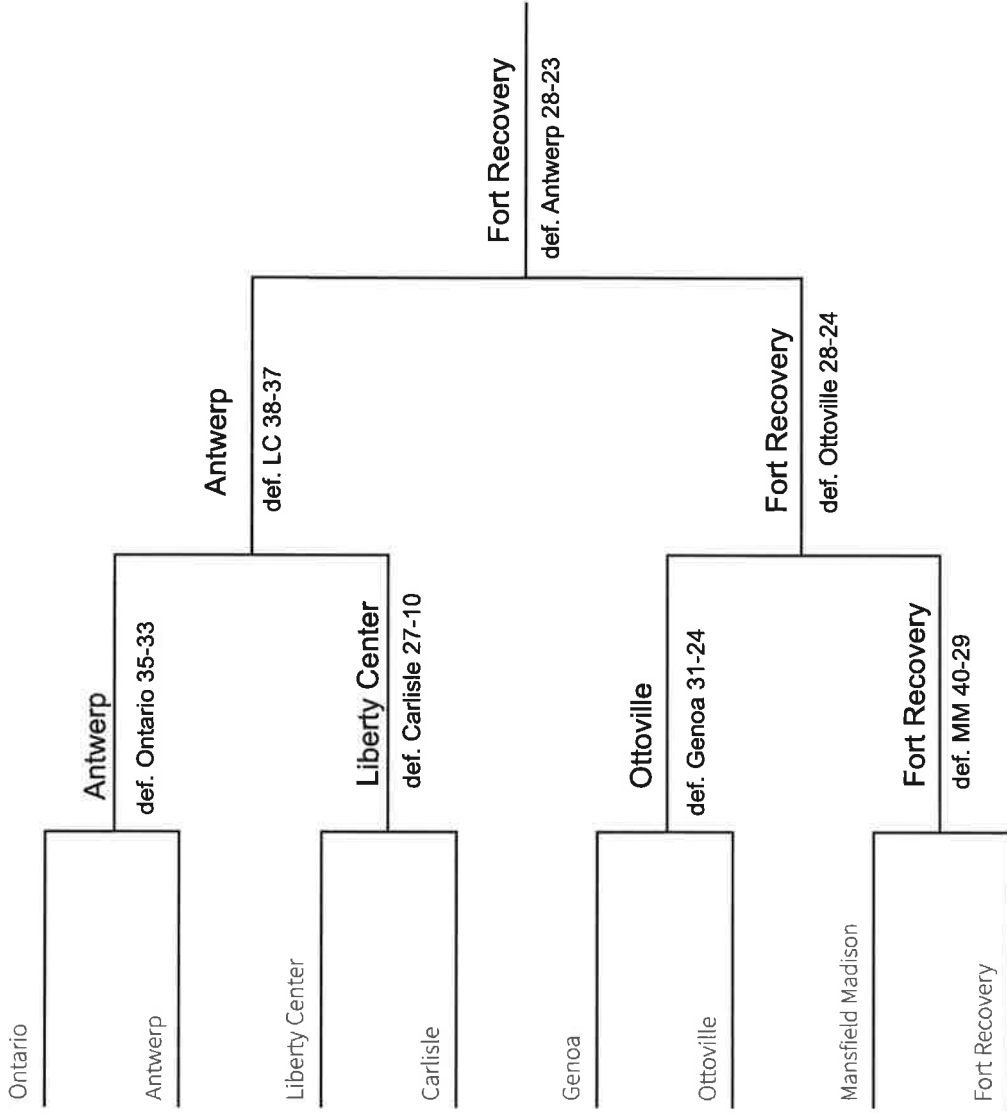 Ontario
Antwerp
Liberty Center
Carlisle
Genoa
Ottoville
Mansfield Madison
Fort Recovery
Antwerp
def. Ontario 35-33
Liberty Center
def. Carlisle 27-10
Ottoville
def. Genoa 31-24
Fort Recovery
def. MM 40-29
Antwerp
def. LC 38-37
Fort Recovery
def. Ottoville 28-24
Fort Recovery
def. Antwerp 28-23